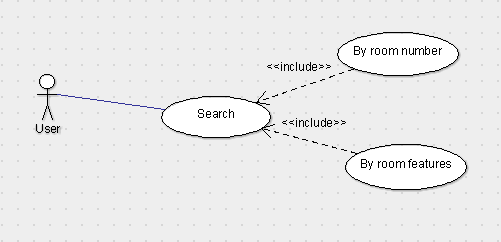 By room number
<<include>>
Search
<<include>>
User
By room features